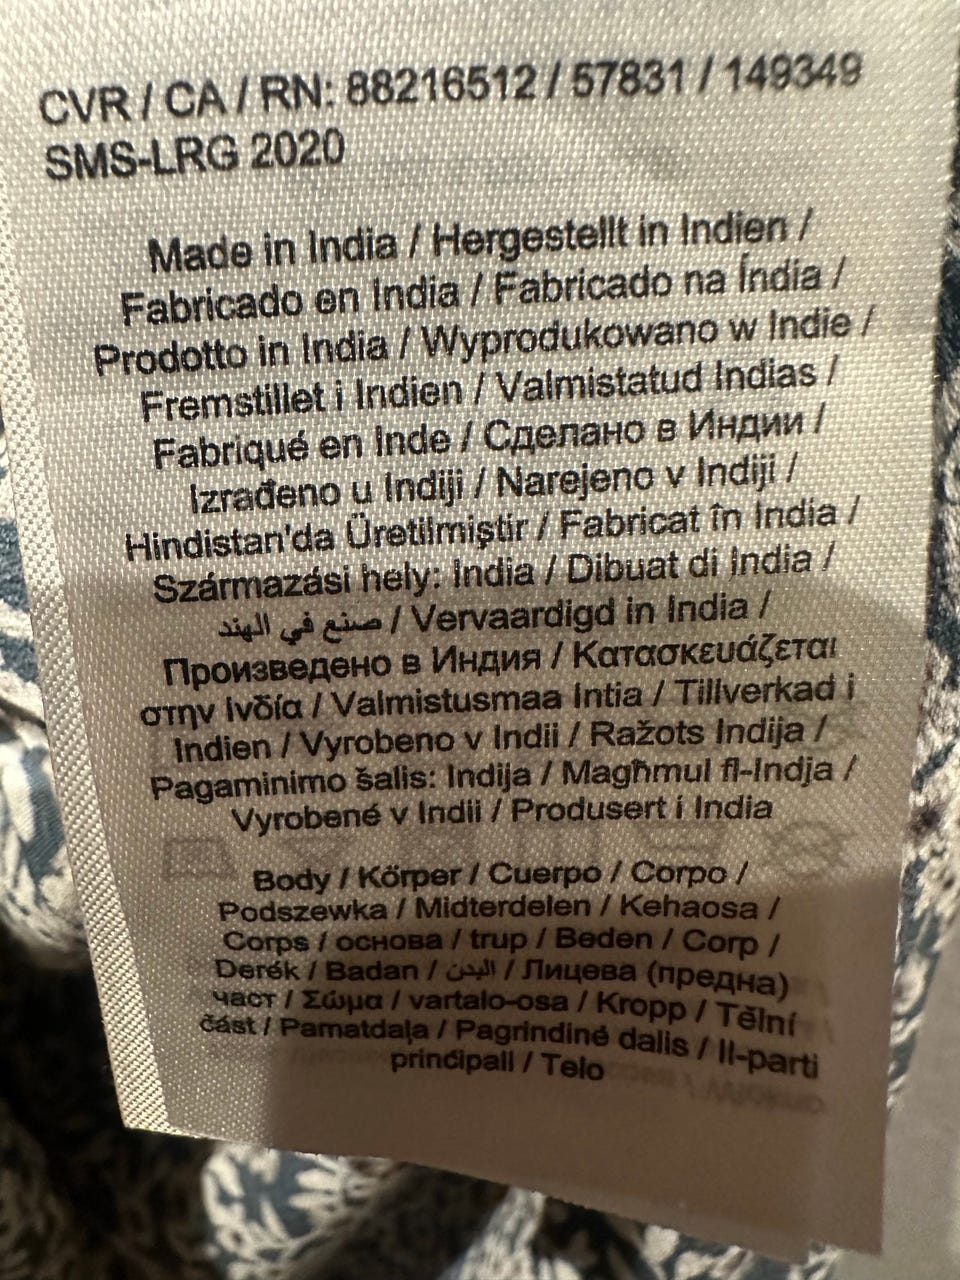 CVR / CA / RN: 88216512 / 57831 / 149349
SMS-LRG 2020
Made in India / Hergestellt in Indien /
Fabricado en India / Fabricado na Índia /
Prodotto in India / Wyprodukowano w Indie /
Fremstillet i Indien / Valmistatud Indias /
Fabriqué en Inde / Сделано в Индии /
Izrađeno u Indiji / Narejeno v Indiji /
Hindistan'da Üretilmiştir / Fabricat în India /
Származási hely: India / Dibuat di India /
صنع في الهند / Vervaardigd in India /
Произведено в Индия / Κατασκευάζεται
στην Ινδία / Valmistusmaa Intia / Tillverkad i
Indien / Vyrobeno v Indii / Ražots Indija /
Pagaminimo šalis: Indija / Magħmul fl-Indja /
Vyrobené v Indii / Produsert i India
Body / Körper / Cuerpo / Corpo /
Podszewka / Midterdelen / Kehaosa /
Corps / основа / trup / Beden / Corp /
Derék / Badan / البدن / Лицева (предна)
част / Σώμα / vartalo-osa / Kropp / Tělní
část / Pamatdaļa / Pagrindinė dalis / Il-parti
prinċipali / Telo